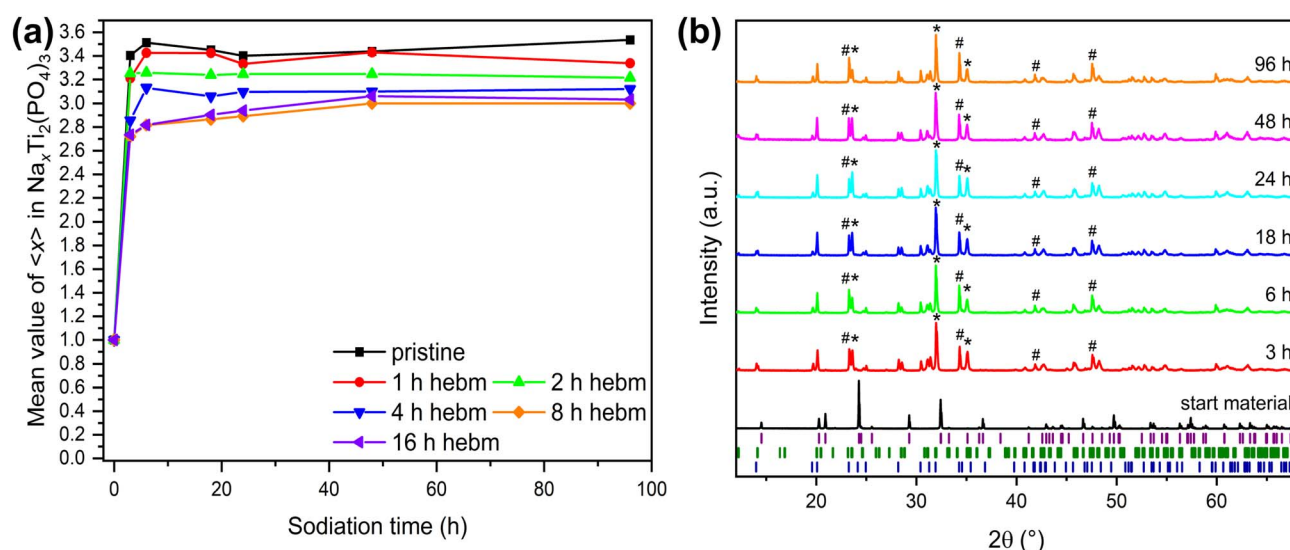 (a)
Mean value of <x> in NaₓTi₂(PO₄)₃
3.6
3.4
3.2
3.0
2.8
2.6
2.4
2.2
2.0
1.8
1.6
1.4
1.2
1.0
0.8
0.6
0.4
0.2
0.0
pristine
1 h hebm 2 h hebm
4 h hebm 8 h hebm
16 h hebm
0 20 40 60 80 100
Sodiation time (h)
(b)
Intensity (a.u.)
#* * # * # # 96 h
#* * # * # # 48 h
#* * # * # # 24 h
#* * # * # # 18 h
#* * # * # # 6 h
#* * # * # # 3 h
start material
20 30 40 50 60
2θ (°)